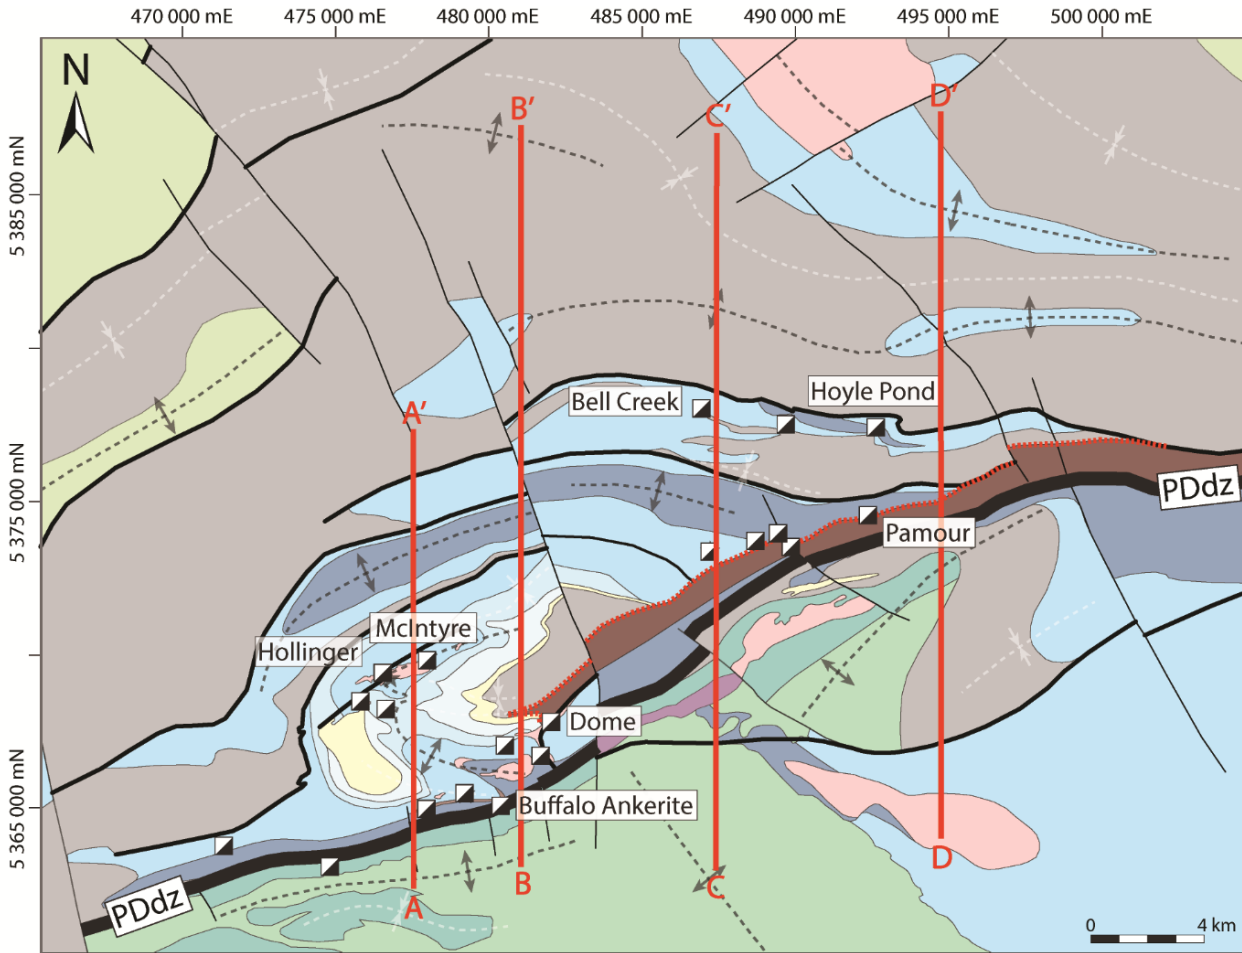 470 000 mE 475 000 mE 480 000 mE 485 000 mE 490 000 mE 495 000 mE 500 000 mE
N
B' C' D'
5 385 000 mN
A'
Bell Creek
Hoyle Pond
5 375 000 mN
PDdz
Pamour
McIntyre
Hollinger
Dome
Buffalo Ankerite
5 365 000 mN
PDdz
A B C D
0 4 km